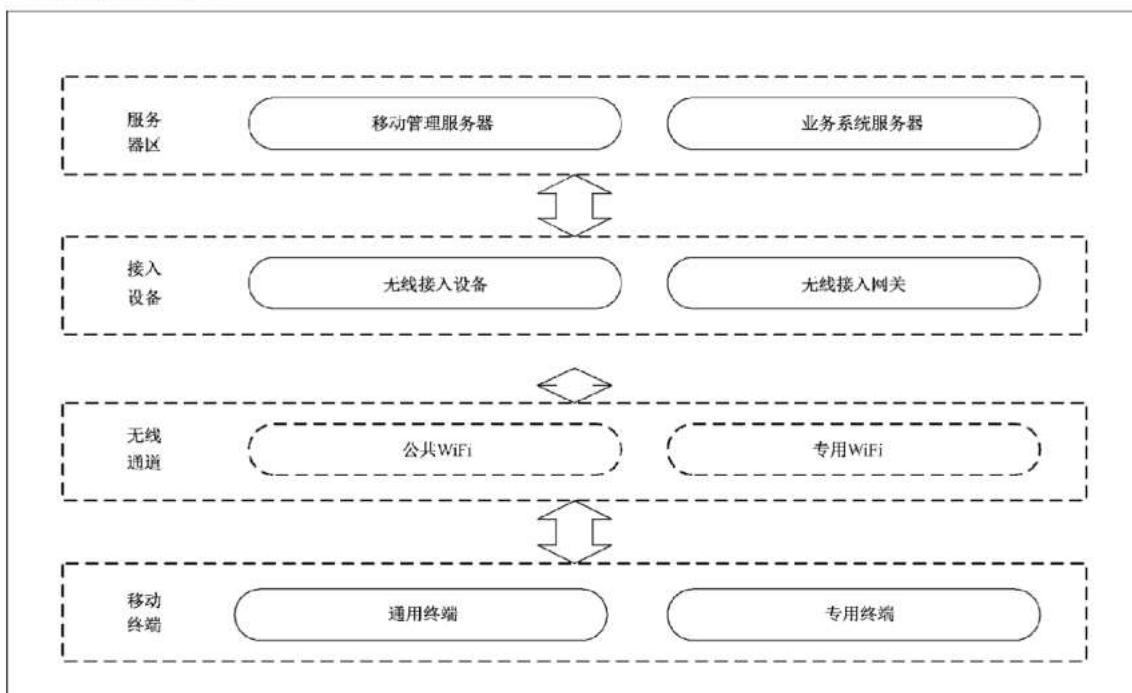 服务
器区
移动管理服务器
业务系统服务器
接入
设备
无线接入设备
无线接入网关
无线
通道
公共WiFi
专用WiFi
移动
终端
通用终端
专用终端